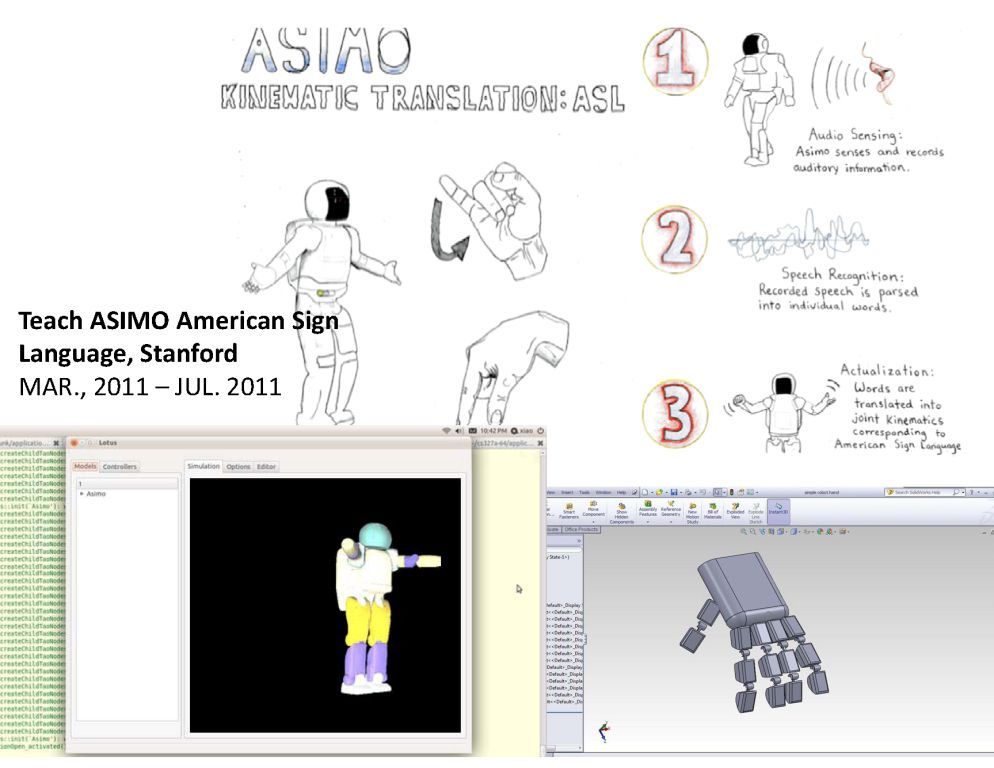 ASIMO
KINEMATIC TRANSLATION: ASL
1
Audio Sensing:
Asimo senses and records
auditory information.
2
Speech Recognition:
Recorded speech is parsed
into individual words.
Teach ASIMO American Sign
Language, Stanford
MAR., 2011 – JUL. 2011
3
Actualization:
Words are
translated into
joint kinematics
corresponding to
American Sign Language
10:42 PM xiao
Lotus
Models Controllers
Simulation Options Editor
1
Asimo
createChildTaoNode
s::init('Asimo'):
Insert Tools Window Help
Search SolidWorks Help
Smart
Fasteners
Move
Component
Show
Hidden
Components
Assembly
Features
Reference
Geometry
New
Motion
Study
Bill of
Materials
Exploded
View
Explode
Line
Sketch
Instant3D
Office Products